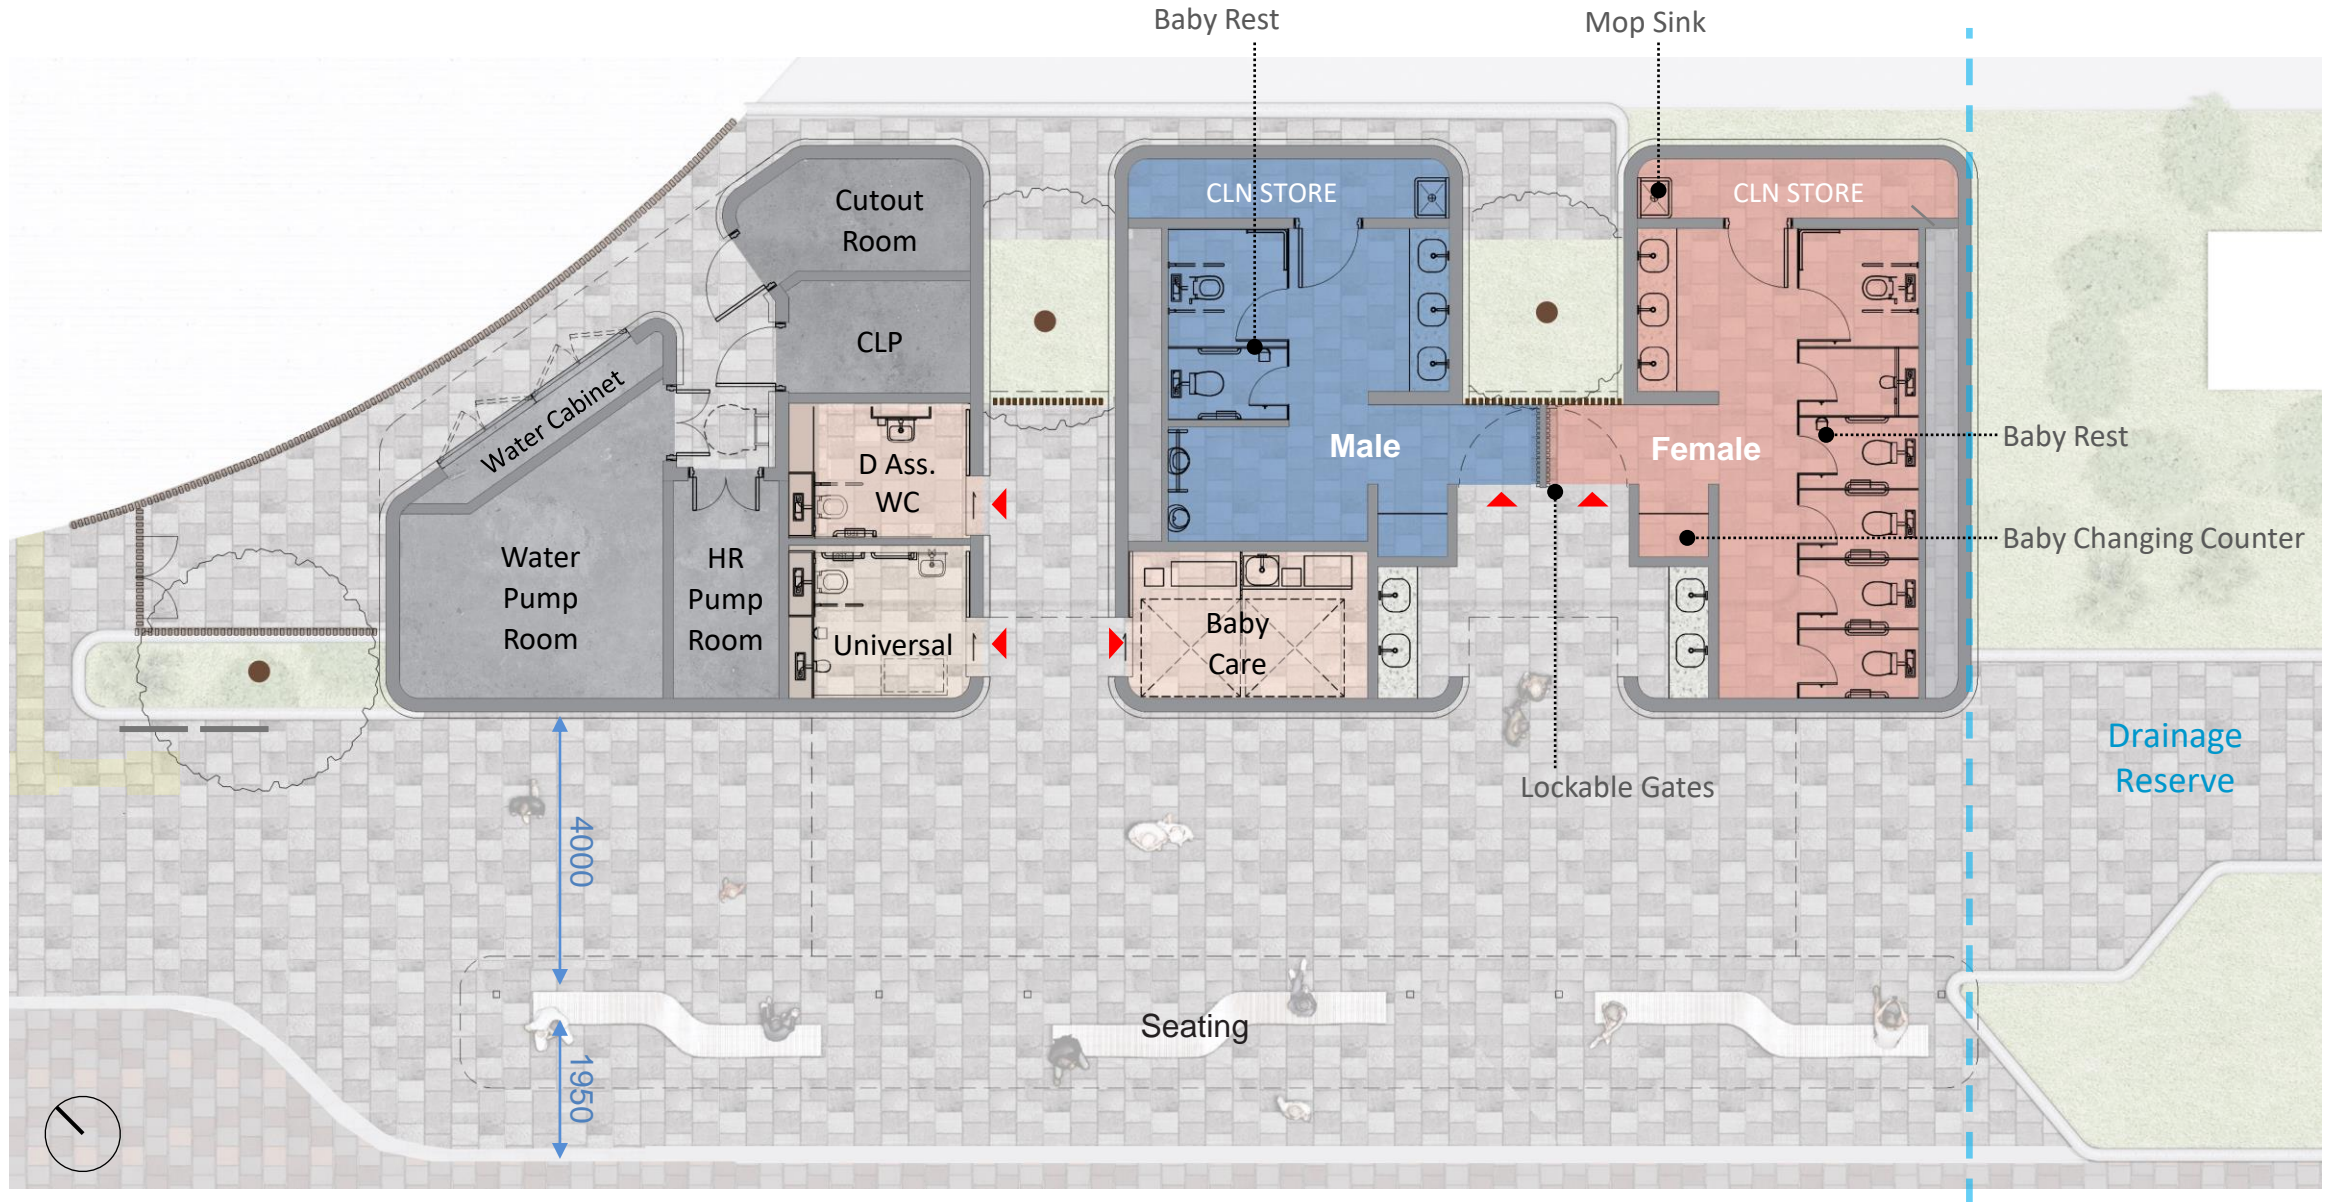 Baby Rest
Mop Sink
CLN STORE
CLN STORE
Cutout
Room
CLP
Water Cabinet
D Ass.
WC
Male
Female
Baby Rest
Baby Changing Counter
Water
Pump
Room
HR
Pump
Room
Universal
Baby
Care
Drainage
Reserve
Lockable Gates
4000
Seating
1950